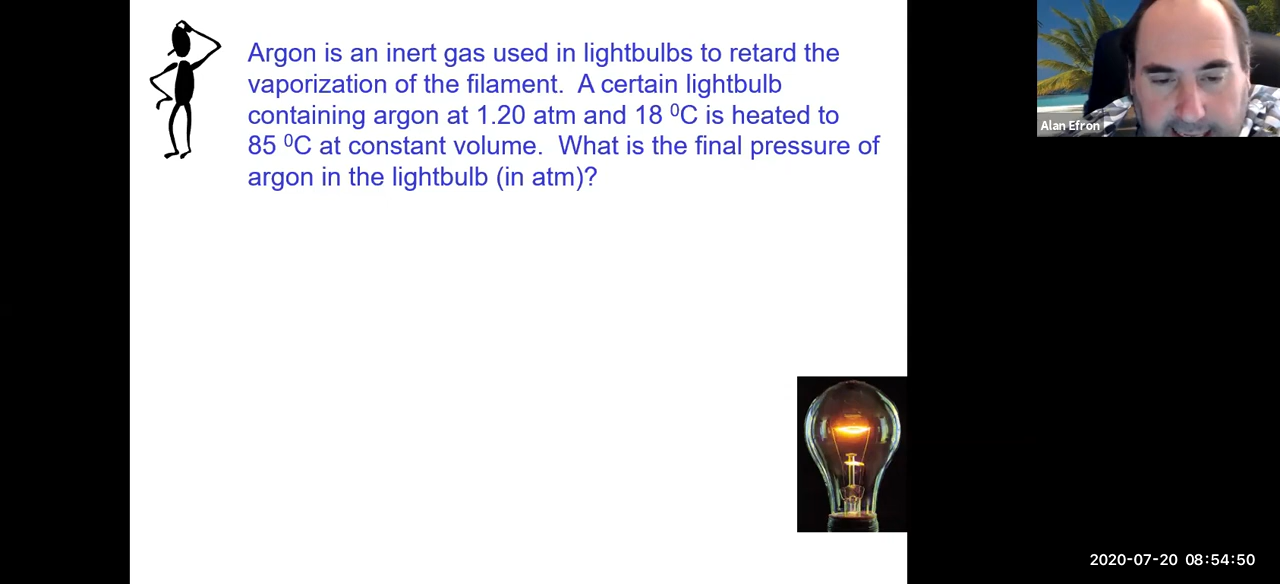 Argon is an inert gas used in lightbulbs to retard the
vaporization of the filament.  A certain lightbulb
containing argon at 1.20 atm and 18 ⁰C is heated to
85 ⁰C at constant volume.  What is the final pressure of
argon in the lightbulb (in atm)?
Alan Efron
2020-07-20 08:54:50